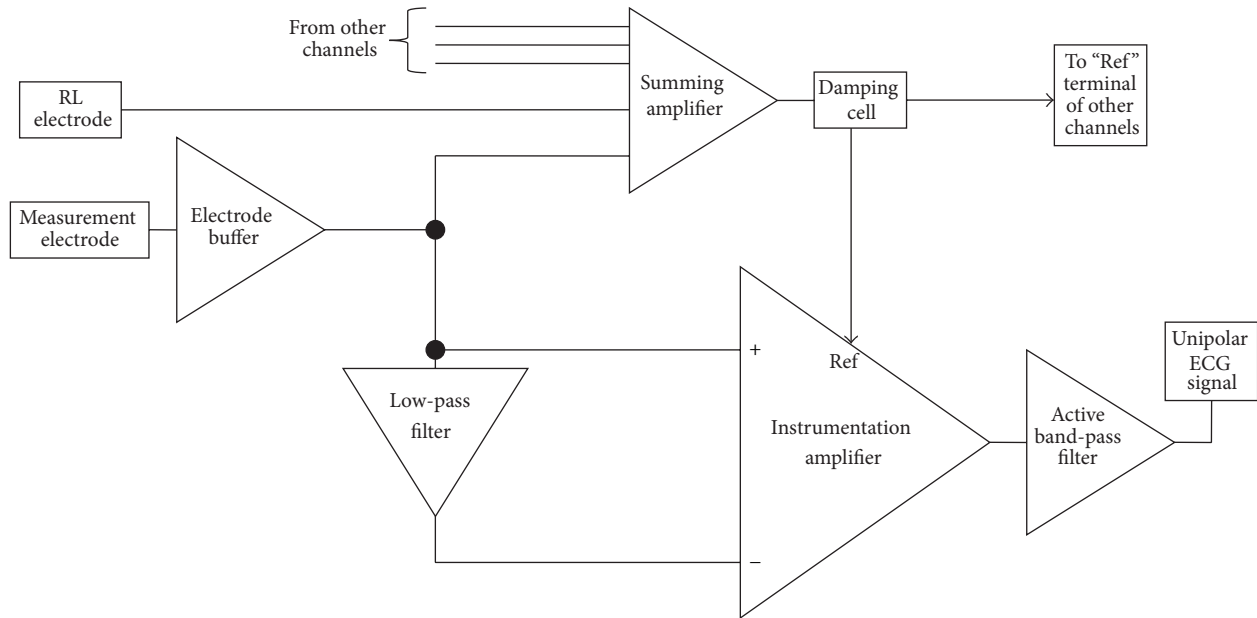 From other
channels
RL
electrode
Summing
amplifier
Damping
cell
To “Ref”
terminal
of other
channels
Measurement
electrode
Electrode
buffer
+
Ref
Low-pass
filter
Instrumentation
amplifier
−
Active
band-pass
filter
Unipolar
ECG
signal